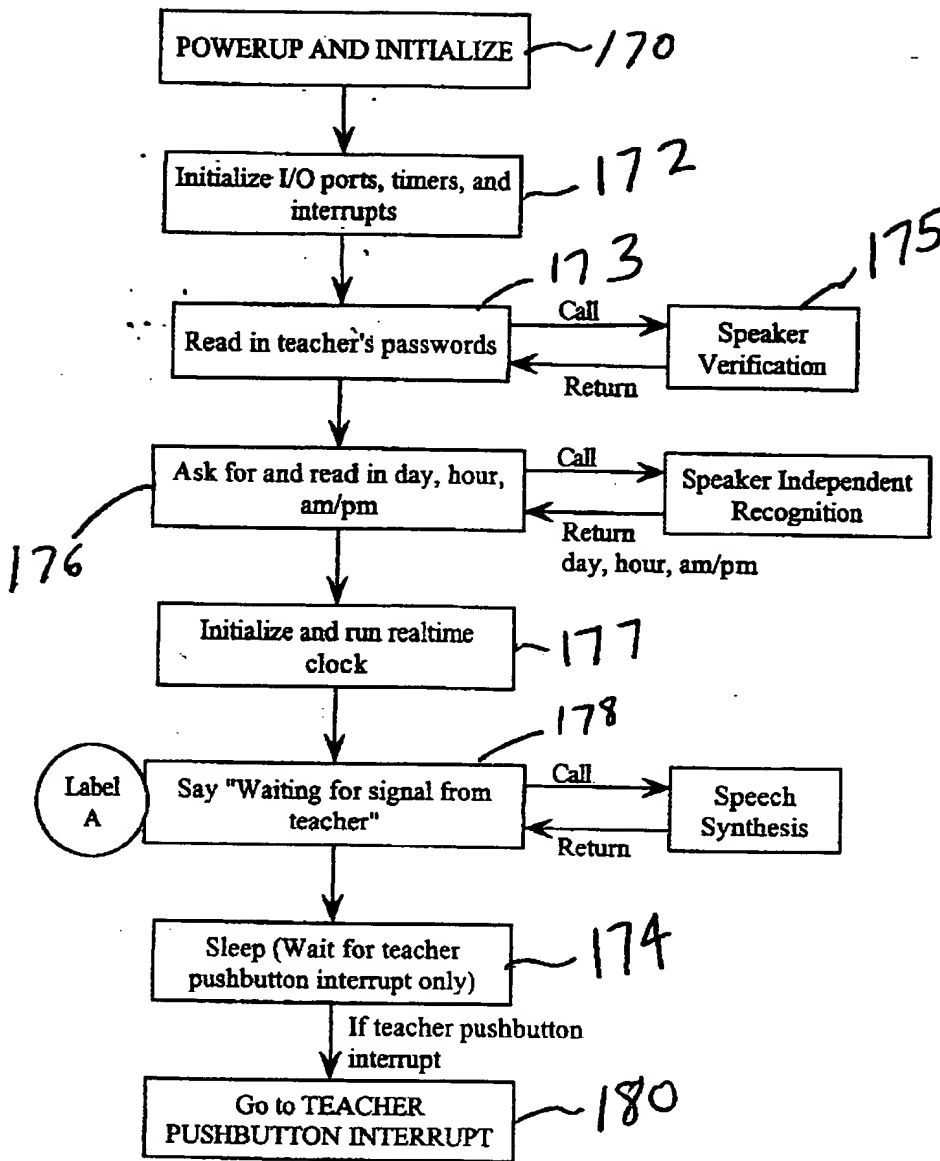 POWERUP AND INITIALIZE
170
Initialize I/O ports, timers, and
interrupts
172
173
175
Read in teacher's passwords
Call
Return
Speaker
Verification
Ask for and read in day, hour,
am/pm
176
Call
Return
day, hour, am/pm
Speaker Independent
Recognition
Initialize and run realtime
clock
177
178
Label
A
Say "Waiting for signal from
teacher"
Call
Return
Speech
Synthesis
Sleep (Wait for teacher
pushbutton interrupt only)
174
If teacher pushbutton
interrupt
Go to TEACHER
PUSHBUTTON INTERRUPT
180